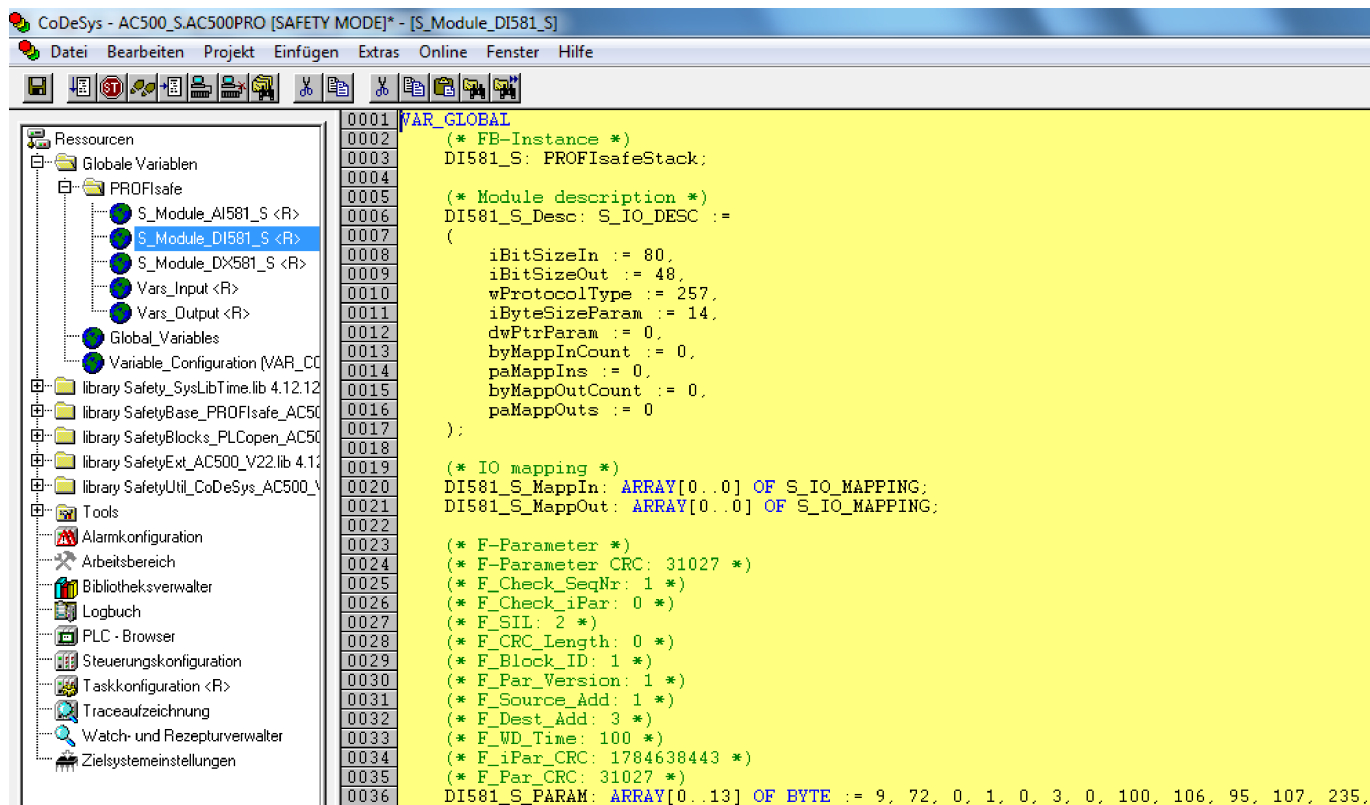 CoDeSys - AC500_S.AC500PRO [SAFETY MODE]* - [S_Module_DI581_S]
Datei Bearbeiten Projekt Einfügen Extras Online Fenster Hilfe
Ressourcen
Globale Variablen
PROFIsafe
S_Module_AI581_S <R>
S_Module_DI581_S <R>
S_Module_DX581_S <R>
Vars_Input <R>
Vars_Output <R>
Global_Variables
Variable_Configuration (VAR_CO
library Safety_SysLibTime.lib 4.12.12
library SafetyBase_PROFIsafe_AC50
library SafetyBlocks_PLCopen_AC50
library SafetyExt_AC500_V22.lib 4.12
library SafetyUtil_CoDeSys_AC500_V
Tools
Alarmkonfiguration
Arbeitsbereich
Bibliotheksverwalter
Logbuch
PLC - Browser
Steuerungskonfiguration
Taskkonfiguration <R>
Traceaufzeichnung
Watch- und Rezepturverwalter
Zielsystemeinstellungen
0001 VAR_GLOBAL
0002 (* FB-Instance *)
0003 DI581_S: PROFIsafeStack;
0004
0005 (* Module description *)
0006 DI581_S_Desc: S_IO_DESC :=
0007 (
0008 iBitSizeIn := 80,
0009 iBitSizeOut := 48,
0010 wProtocolType := 257,
0011 iByteSizeParam := 14,
0012 dwPtrParam := 0,
0013 byMappInCount := 0,
0014 paMappIns := 0,
0015 byMappOutCount := 0,
0016 paMappOuts := 0
0017 );
0018
0019 (* IO mapping *)
0020 DI581_S_MappIn: ARRAY[0..0] OF S_IO_MAPPING;
0021 DI581_S_MappOut: ARRAY[0..0] OF S_IO_MAPPING;
0022
0023 (* F-Parameter *)
0024 (* F-Parameter CRC: 31027 *)
0025 (* F_Check_SeqNr: 1 *)
0026 (* F_Check_iPar: 0 *)
0027 (* F_SIL: 2 *)
0028 (* F_CRC_Length: 0 *)
0029 (* F_Block_ID: 1 *)
0030 (* F_Par_Version: 1 *)
0031 (* F_Source_Add: 1 *)
0032 (* F_Dest_Add: 3 *)
0033 (* F_WD_Time: 100 *)
0034 (* F_iPar_CRC: 1784638443 *)
0035 (* F_Par_CRC: 31027 *)
0036 DI581_S_PARAM: ARRAY[0..13] OF BYTE := 9, 72, 0, 1, 0, 3, 0, 100, 106, 95, 107, 235,